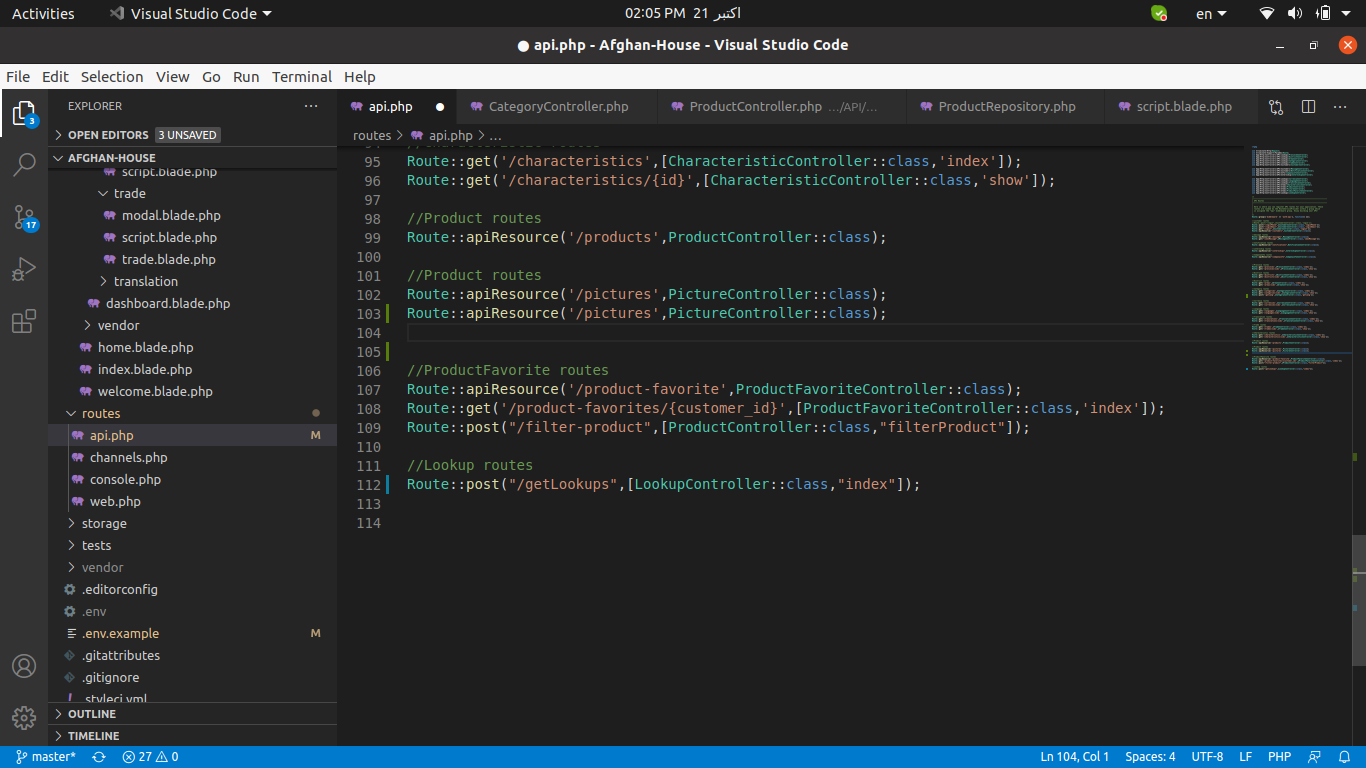 Activities
Visual Studio Code
02:05 PM 21 اکتبر
en
api.php - Afghan-House - Visual Studio Code
File Edit Selection View Go Run Terminal Help
EXPLORER
OPEN EDITORS 3 UNSAVED
AFGHAN-HOUSE
script.blade.php
trade
modal.blade.php
script.blade.php
trade.blade.php
translation
dashboard.blade.php
vendor
home.blade.php
index.blade.php
welcome.blade.php
routes
api.php M
channels.php
console.php
web.php
storage
tests
vendor
.editorconfig
.env
.env.example M
.gitattributes
.gitignore
.styleci.yml
OUTLINE
TIMELINE
3
17
api.php CategoryController.php ProductController.php .../API/... ProductRepository.php script.blade.php
routes > api.php > ...
95 Route::get('/characteristics',[CharacteristicController::class,'index']);
96 Route::get('/characteristics/{id}',[CharacteristicController::class,'show']);
97
98 //Product routes
99 Route::apiResource('/products',ProductController::class);
100
101 //Product routes
102 Route::apiResource('/pictures',PictureController::class);
103 Route::apiResource('/pictures',PictureController::class);
104
105
106 //ProductFavorite routes
107 Route::apiResource('/product-favorite',ProductFavoriteController::class);
108 Route::get('/product-favorites/{customer_id}',[ProductFavoriteController::class,'index']);
109 Route::post("/filter-product",[ProductController::class,"filterProduct"]);
110
111 //Lookup routes
112 Route::post("/getLookups",[LookupController::class,"index"]);
113
114
master* 27 0 Ln 104, Col 1 Spaces: 4 UTF-8 LF PHP